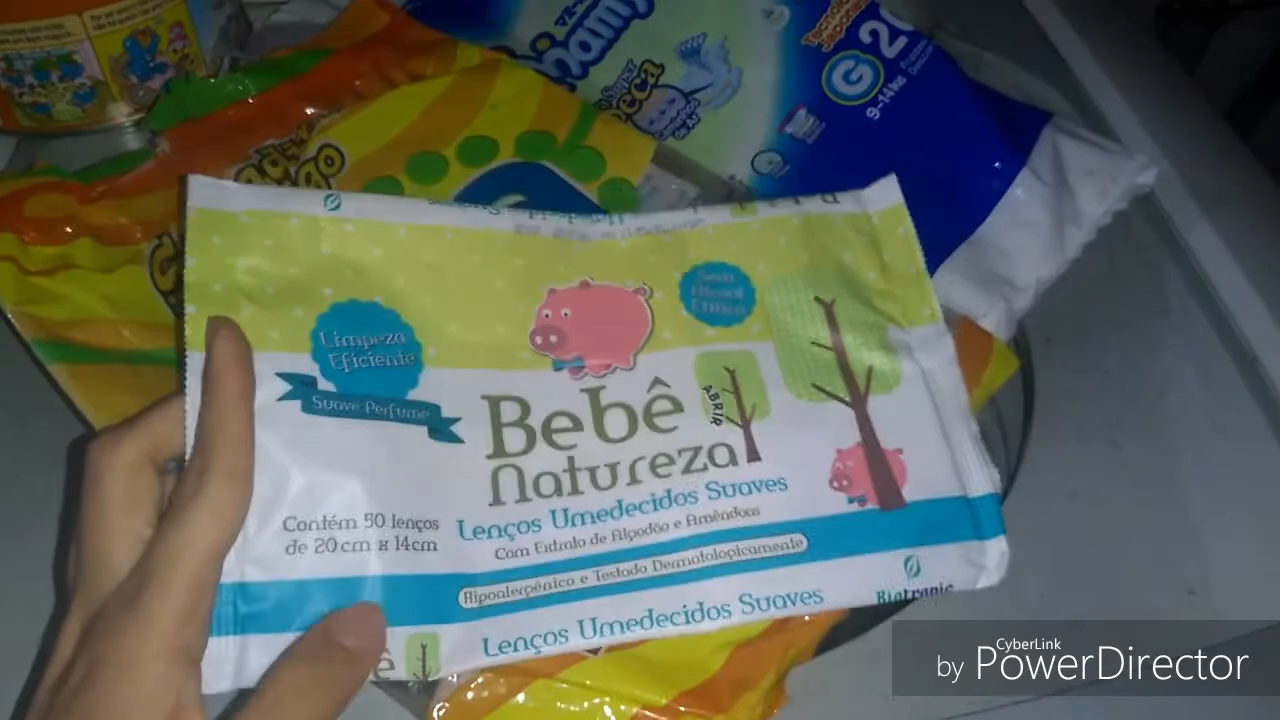 G
20
9-14kg
Sem
Álcool
Etílico
Limpeza
Eficiente
Suave Perfume
ABRIR
Bebê
Natureza
Lenços Umedecidos Suaves
Com Extrato de Algodão e Amêndoas
Contém 50 lenços
de 20cm x 14cm
Hipoalergênico e Testado Dermatologicamente
Lenços Umedecidos Suaves
Biotropic
ê
CyberLink
by PowerDirector